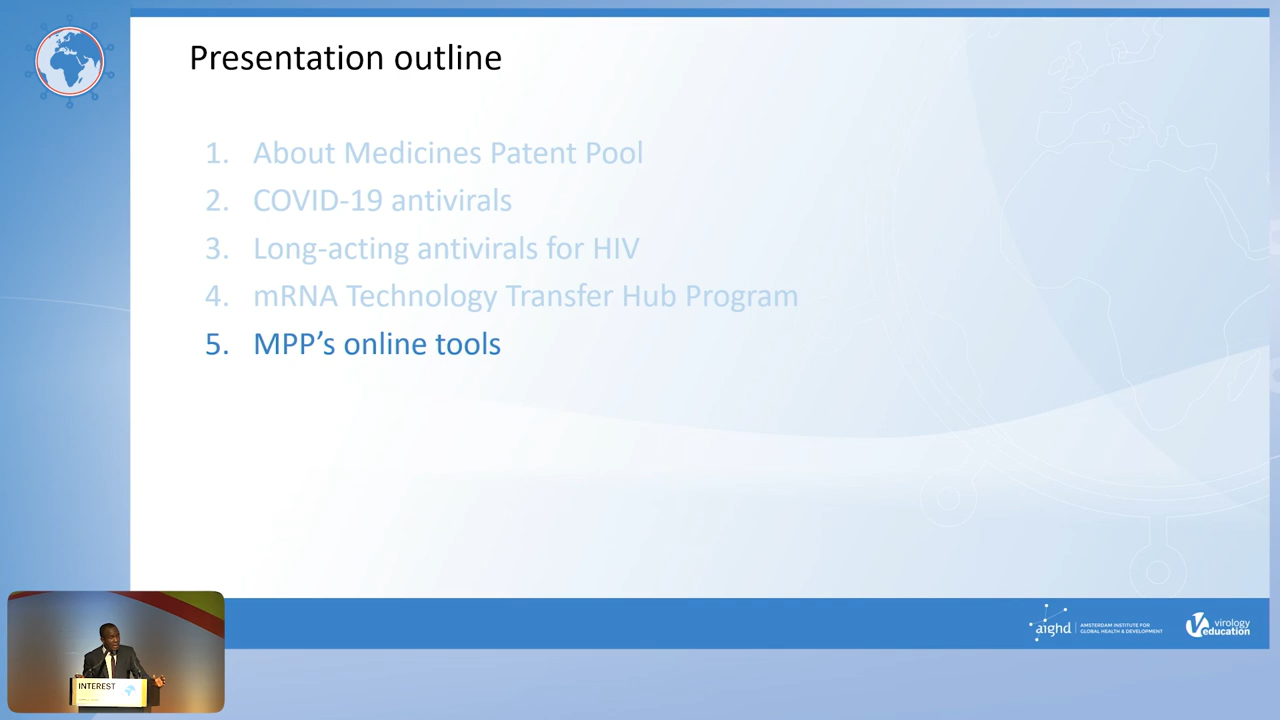 Presentation outline
1. About Medicines Patent Pool
2. COVID-19 antivirals
3. Long-acting antivirals for HIV
4. mRNA Technology Transfer Hub Program
5. MPP's online tools
INTEREST
aighd
AMSTERDAM INSTITUTE FOR
GLOBAL HEALTH & DEVELOPMENT
virology
education